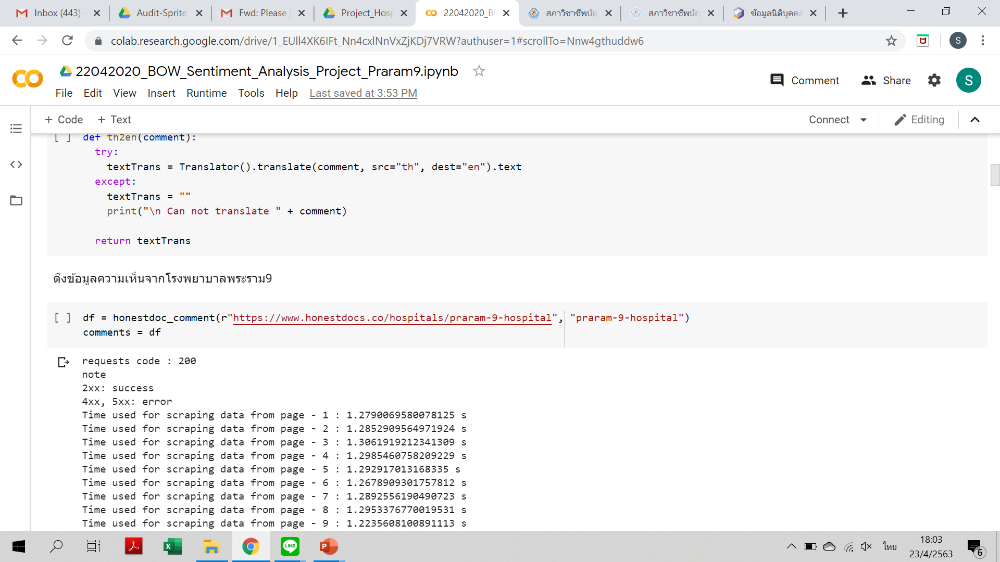 Inbox (443) -
Audit-Sprite
Fwd: Please j
Project_Hosp
22042020_BO
สภาวิชาชีพบัญ
สภาวิชาชีพบัญ
ข้อมูลนิติบุคคล
colab.research.google.com/drive/1_EUll4XK6IFt_Nn4cxlNnVxZjKDj7VRW?authuser=1#scrollTo=Nnw4gthuddw6
S
22042020_BOW_Sentiment_Analysis_Project_Praram9.ipynb
Comment
Share
S
File Edit View Insert Runtime Tools Help Last saved at 3:53 PM
+ Code + Text
Connect
Editing
[ ] def th2en(comment):
try:
textTrans = Translator().translate(comment, src="th", dest="en").text
except:
textTrans = ""
print("\n Can not translate " + comment)
return textTrans
ดึงข้อมูลความเห็นจากโรงพยาบาลพระราม9
[ ] df = honestdoc_comment(r"https://www.honestdocs.co/hospitals/praram-9-hospital", "praram-9-hospital")
comments = df
requests code : 200
note
2xx: success
4xx, 5xx: error
Time used for scraping data from page - 1 : 1.2790069580078125 s
Time used for scraping data from page - 2 : 1.2852909564971924 s
Time used for scraping data from page - 3 : 1.3061919212341309 s
Time used for scraping data from page - 4 : 1.2985460758209229 s
Time used for scraping data from page - 5 : 1.292917013168335 s
Time used for scraping data from page - 6 : 1.2678909301757812 s
Time used for scraping data from page - 7 : 1.2892556190490723 s
Time used for scraping data from page - 8 : 1.2953376770019531 s
Time used for scraping data from page - 9 : 1.2235608100891113 s
LINE
ไทย
18:03
23/4/2563
6